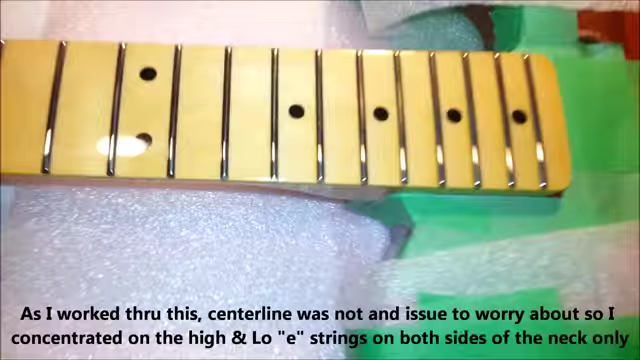 As I worked thru this, centerline was not and issue to worry about so I
concentrated on the high & Lo "e" strings on both sides of the neck only